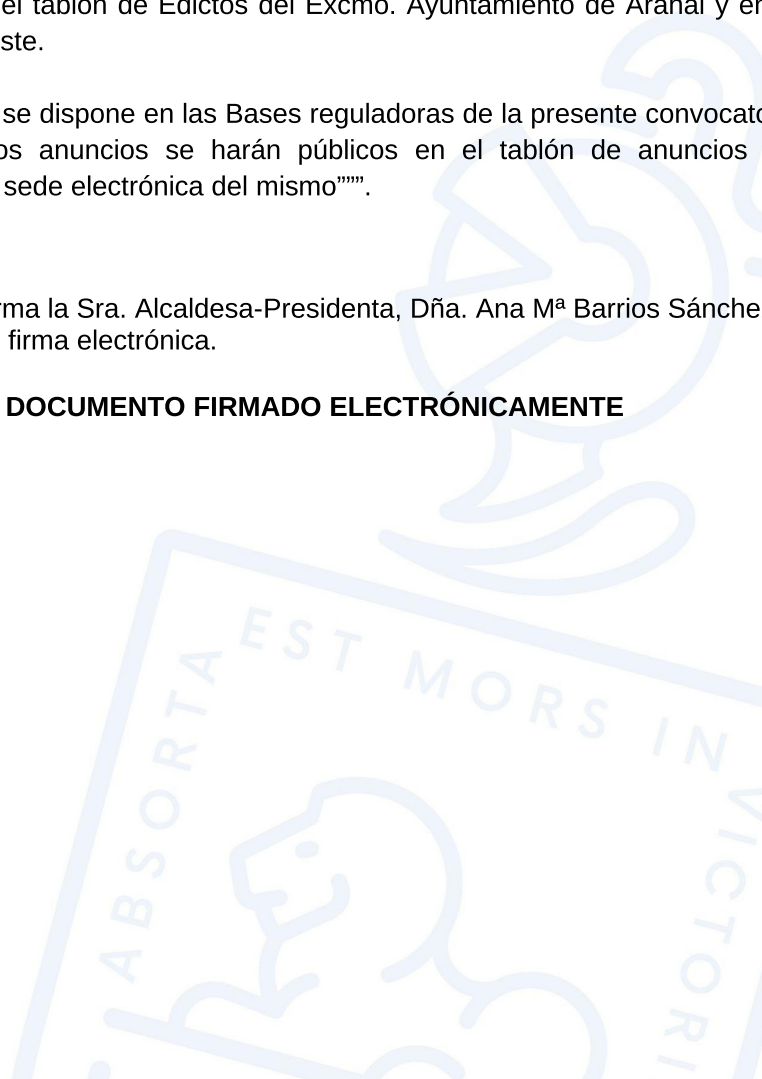 el tablón de Edictos del Excmo. Ayuntamiento de Arahal y en
ste.
se dispone en las Bases reguladoras de la presente convocato
os anuncios se harán públicos en el tablón de anuncios
sede electrónica del mismo”””.
rma la Sra. Alcaldesa-Presidenta, Dña. Ana Mª Barrios Sánche
firma electrónica.
DOCUMENTO FIRMADO ELECTRÓNICAMENTE
ABSORTA
EST MORS IN
VICTORI